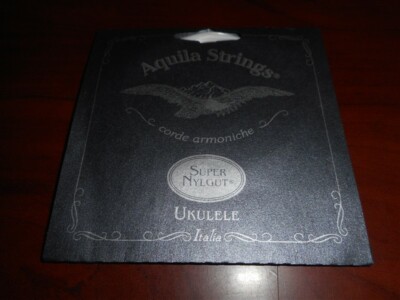 Aquila Strings®
corde armoniche
SUPER
NYLGUT®
UKULELE
Italia